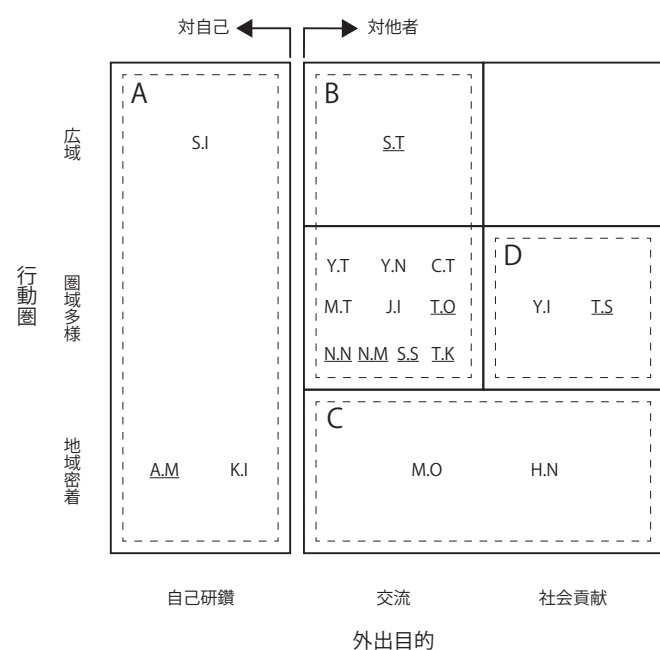 対自己 対他者
A
B
広域
S.I
S.T
行動圏
圏域多様
Y.T Y.N C.T
D
M.T J.I T.O
Y.I T.S
N.N N.M S.S T.K
地域密着
C
A.M K.I
M.O H.N
自己研鑽 交流 社会貢献
外出目的